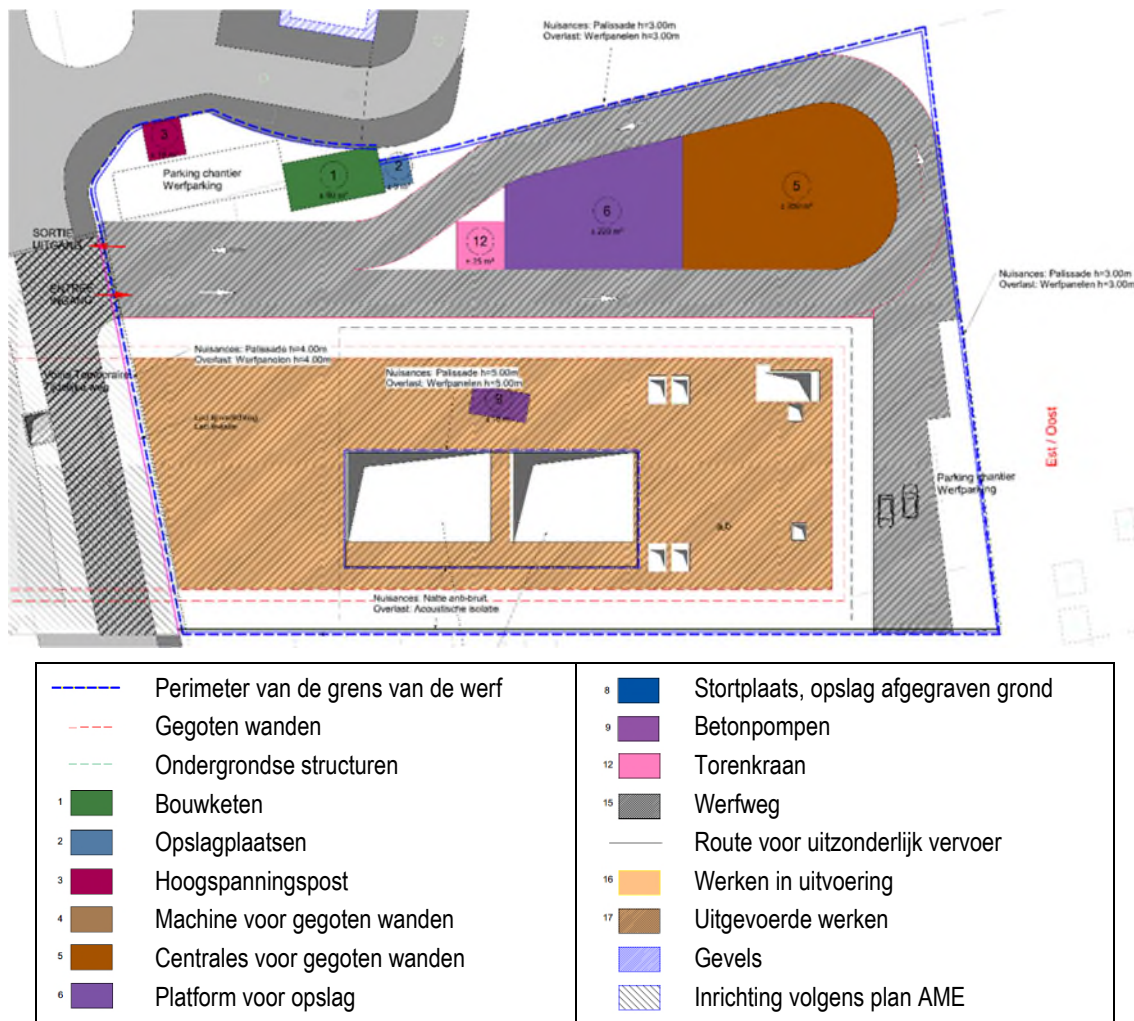 Nuisances: Palissade h=3.00m
Overlast: Werfpanelen h=3.00m
3
Parking chantier
Werfparking
1
2
5
6
12
SORTIE
UITGANG
ENTREE
INGANG
Nuisances: Palissade h=3.00m
Overlast: Werfpanelen h=3.00m
Nuisances: Palissade h=4.00m
Overlast: Werfpanelen h=4.00m
Nuisances: Palissade h=5.00m
Overlast: Werfpanelen h=5.00m
9
Est / Oost
Parking chantier
Werfparking
a,b
Nuisances: Natte anti-bruit
Overlast: Acoustische isolatie
Perimeter van de grens van de werf
Gegoten wanden
Ondergrondse structuren
1 Bouwketen
2 Opslagplaatsen
3 Hoogspanningspost
4 Machine voor gegoten wanden
5 Centrales voor gegoten wanden
6 Platform voor opslag
8 Stortplaats, opslag afgegraven grond
9 Betonpompen
12 Torenkraan
15 Werfweg
Route voor uitzonderlijk vervoer
16 Werken in uitvoering
17 Uitgevoerde werken
Gevels
Inrichting volgens plan AME